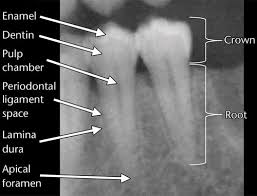 Enamel
Dentin
Pulp
chamber
Periodontal
ligament
space
Lamina
dura
Apical
foramen
Crown
Root